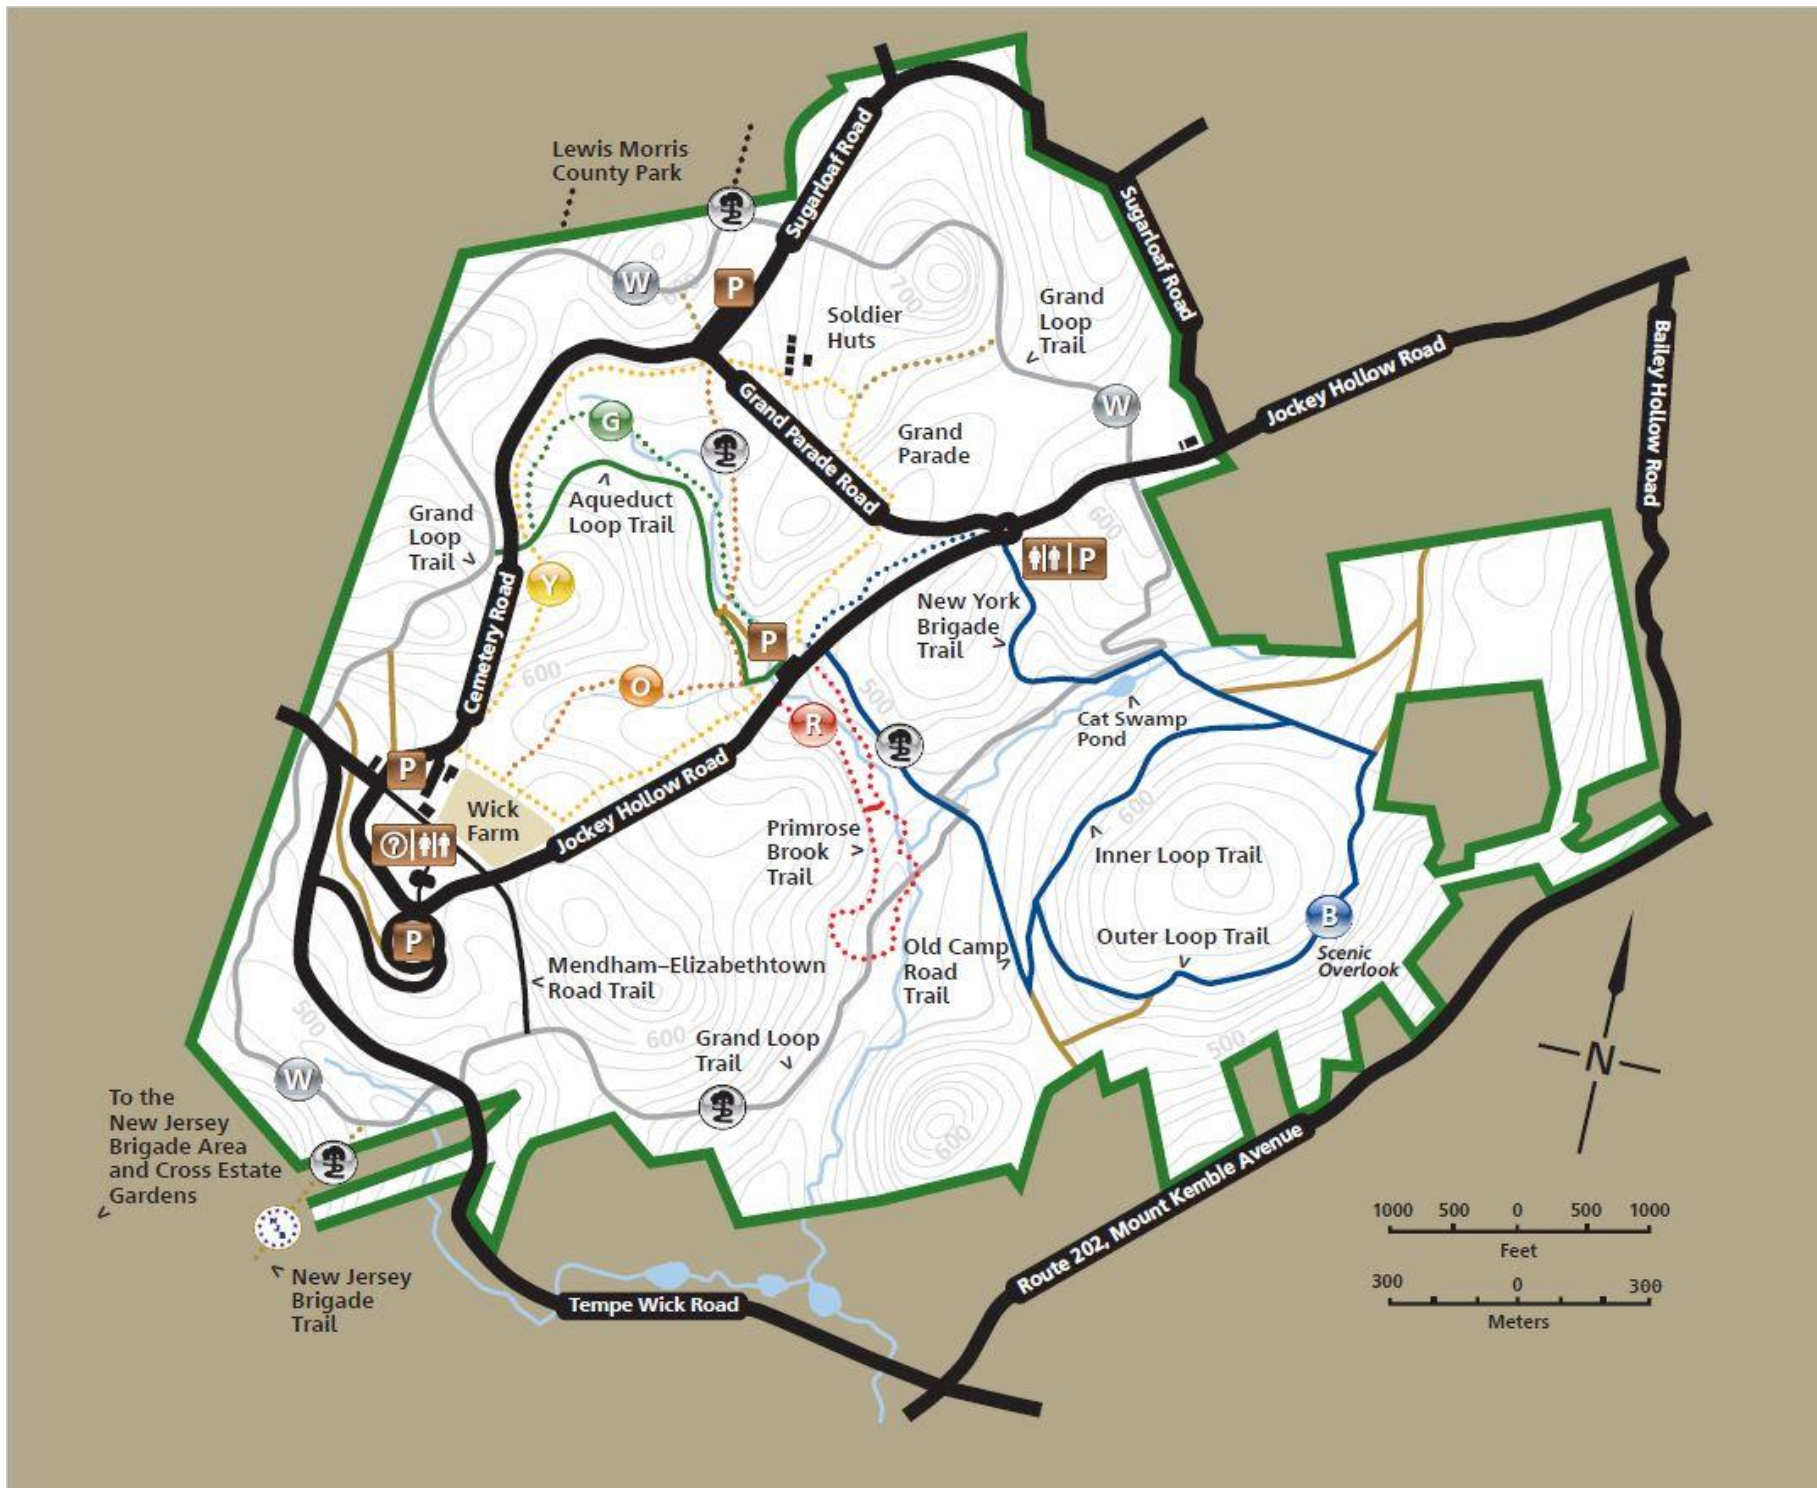 Lewis Morris
County Park
Sugarloaf Road
Sugarloaf Road
W
P
700
Soldier
Huts
Grand
Loop
Trail
W
Jockey Hollow Road
Bailey Hollow Road
Grand Parade Road
Grand
Parade
G
Aqueduct
Loop Trail
Grand
Loop
Trail
600
P
Y
Cemetery Road
New York
Brigade
Trail
P
600
O
500
R
Cat Swamp
Pond
P
Wick
Farm
?
Jockey Hollow Road
Primrose
Brook
Trail
600
Inner Loop Trail
B
Outer Loop Trail
Scenic
Overlook
P
Mendham–Elizabethtown
Road Trail
Old Camp
Road
Trail
500
600
Grand Loop
Trail
500
W
600
N
To the
New Jersey
Brigade Area
and Cross Estate
Gardens
New Jersey
Brigade
Trail
Tempe Wick Road
Route 202, Mount Kemble Avenue
1000 500 0 500 1000
Feet
300 0 300
Meters